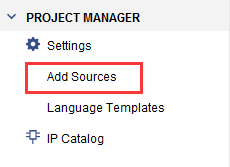 PROJECT MANAGER
Settings
Add Sources
Language Templates
IP Catalog